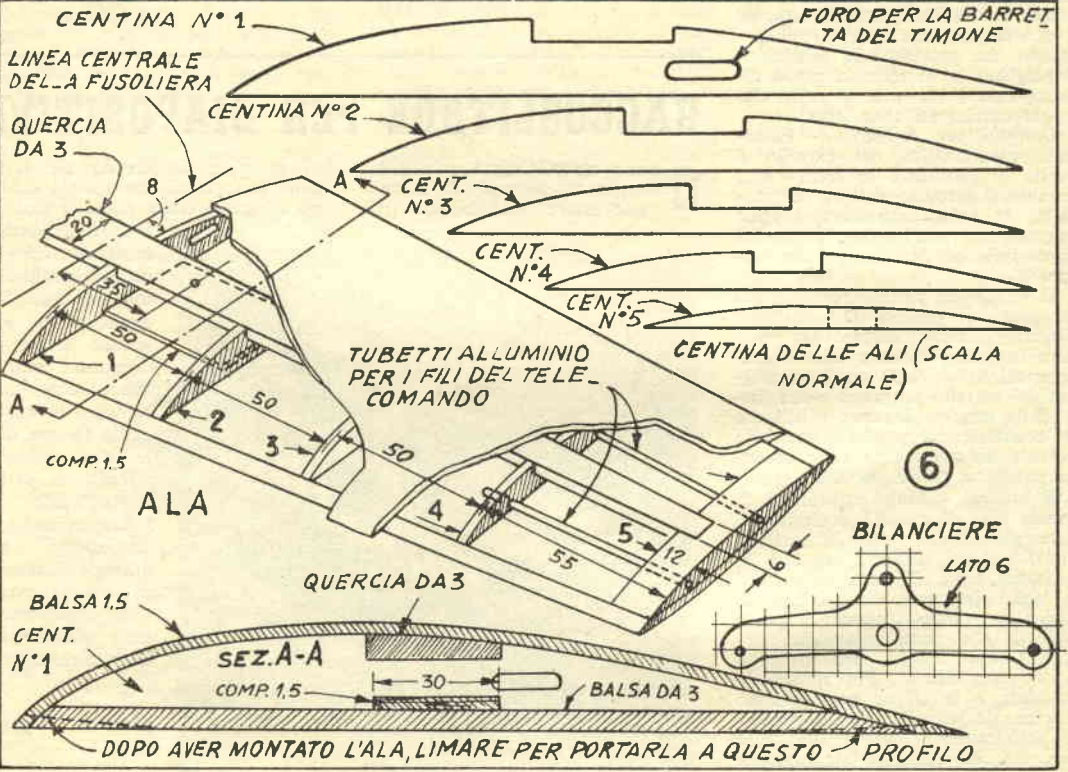 CENTINA N° 1
FORO PER LA BARRET-
TA DEL TIMONE
LINEA CENTRALE
DELLA FUSOLIERA
CENTINA N° 2
QUERCIA
DA 3
8
A
CENT.
N.° 3
20
CENT.
N.° 4
35
CENT.
N° 5
50
CENTINA DELLE ALI (SCALA
NORMALE)
TUBETTI ALLUMINIO
PER I FILI DEL TELE-
COMANDO
1
A
50
2
3
50
COMP. 1,5
6
ALA
4
5
12
55
6
BILANCIERE
LATO 6
QUERCIA DA 3
BALSA 1,5
CENT.
N° 1
SEZ. A-A
COMP. 1,5
30
BALSA DA 3
DOPO AVER MONTATO L'ALA, LIMARE PER PORTARLA A QUESTO PROFILO